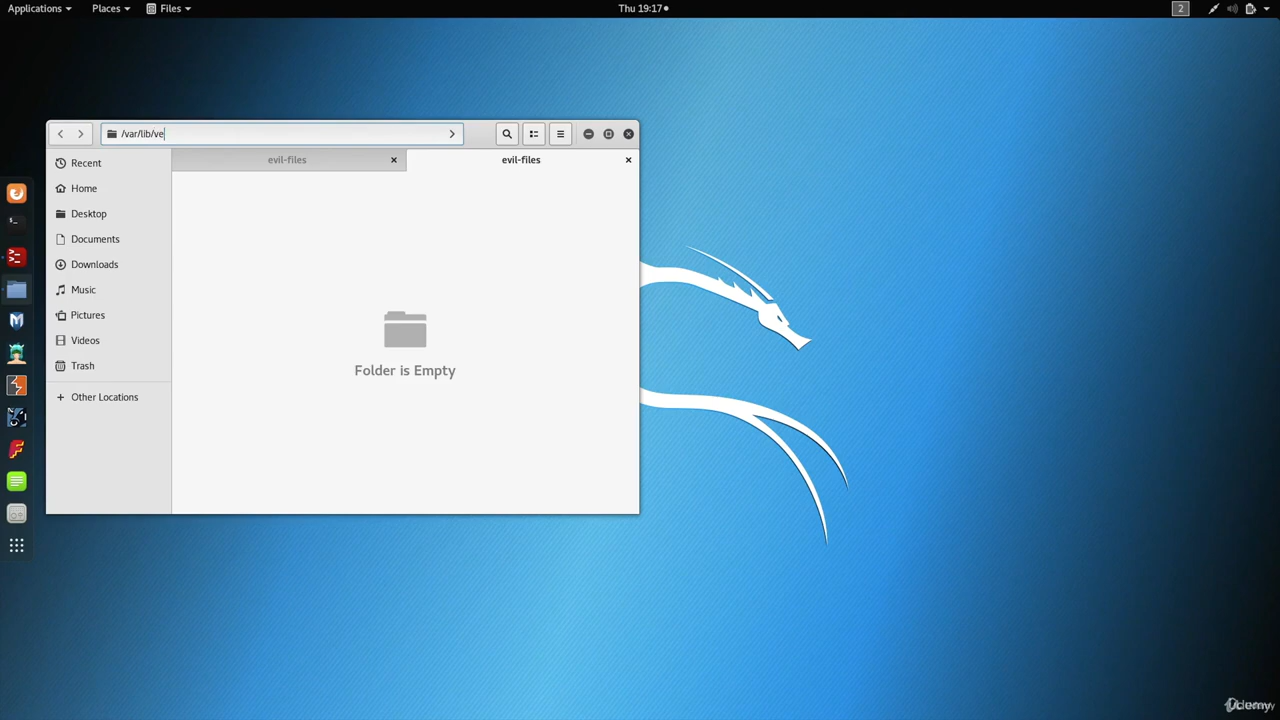 Applications Places Files Thu 19:17 2
/var/lib/ve
Recent
evil-files evil-files
Home
Desktop
Documents
Downloads
Music
Pictures
Videos
Trash
Other Locations
Folder is Empty
Udemy